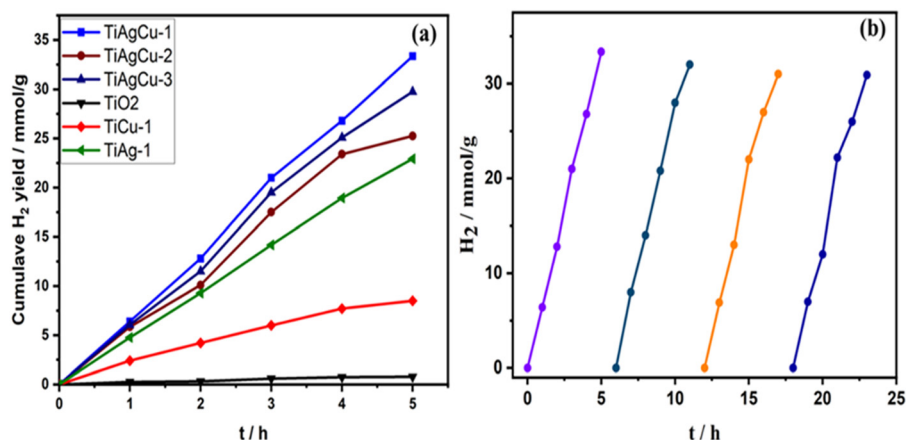 (a)
TiAgCu-1
TiAgCu-2
TiAgCu-3
TiO2
TiCu-1
TiAg-1
Cumulave H2 yield / mmol/g
35
30
25
20
15
10
5
0
0 1 2 3 4 5
t / h
(b)
H2 / mmol/g
30
20
10
0
0 5 10 15 20 25
t / h